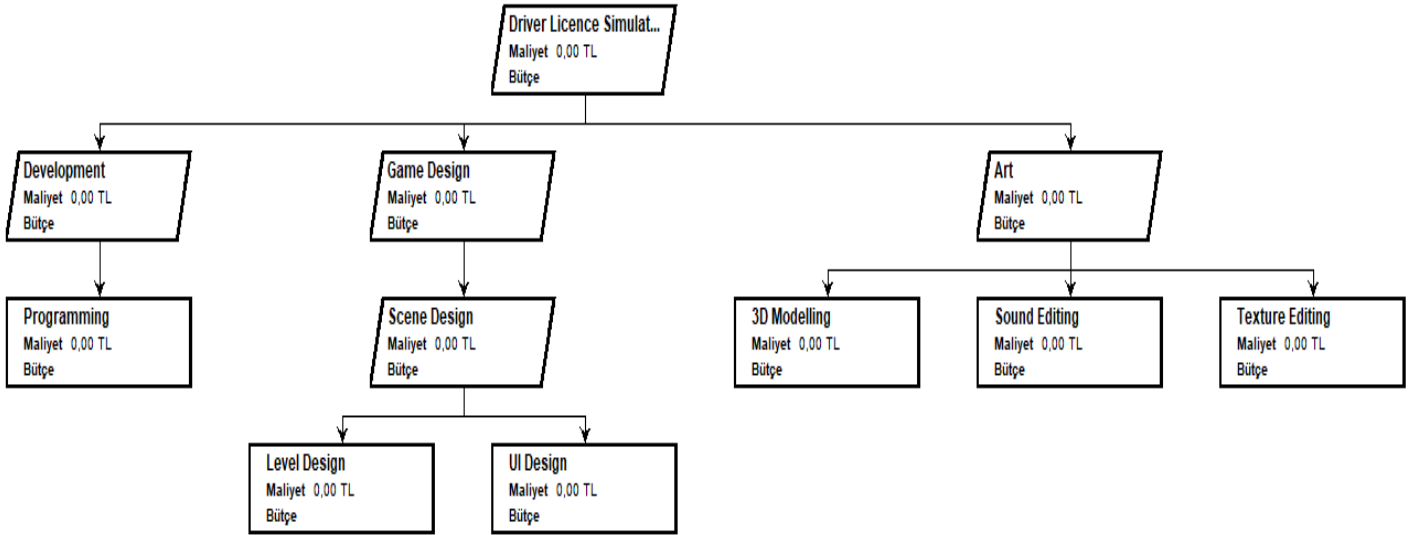 Driver Licence Simulat...
Maliyet 0,00 TL
Bütçe
Development
Maliyet 0,00 TL
Bütçe
Game Design
Maliyet 0,00 TL
Bütçe
Art
Maliyet 0,00 TL
Bütçe
Programming
Maliyet 0,00 TL
Bütçe
Scene Design
Maliyet 0,00 TL
Bütçe
3D Modelling
Maliyet 0,00 TL
Bütçe
Sound Editing
Maliyet 0,00 TL
Bütçe
Texture Editing
Maliyet 0,00 TL
Bütçe
Level Design
Maliyet 0,00 TL
Bütçe
UI Design
Maliyet 0,00 TL
Bütçe